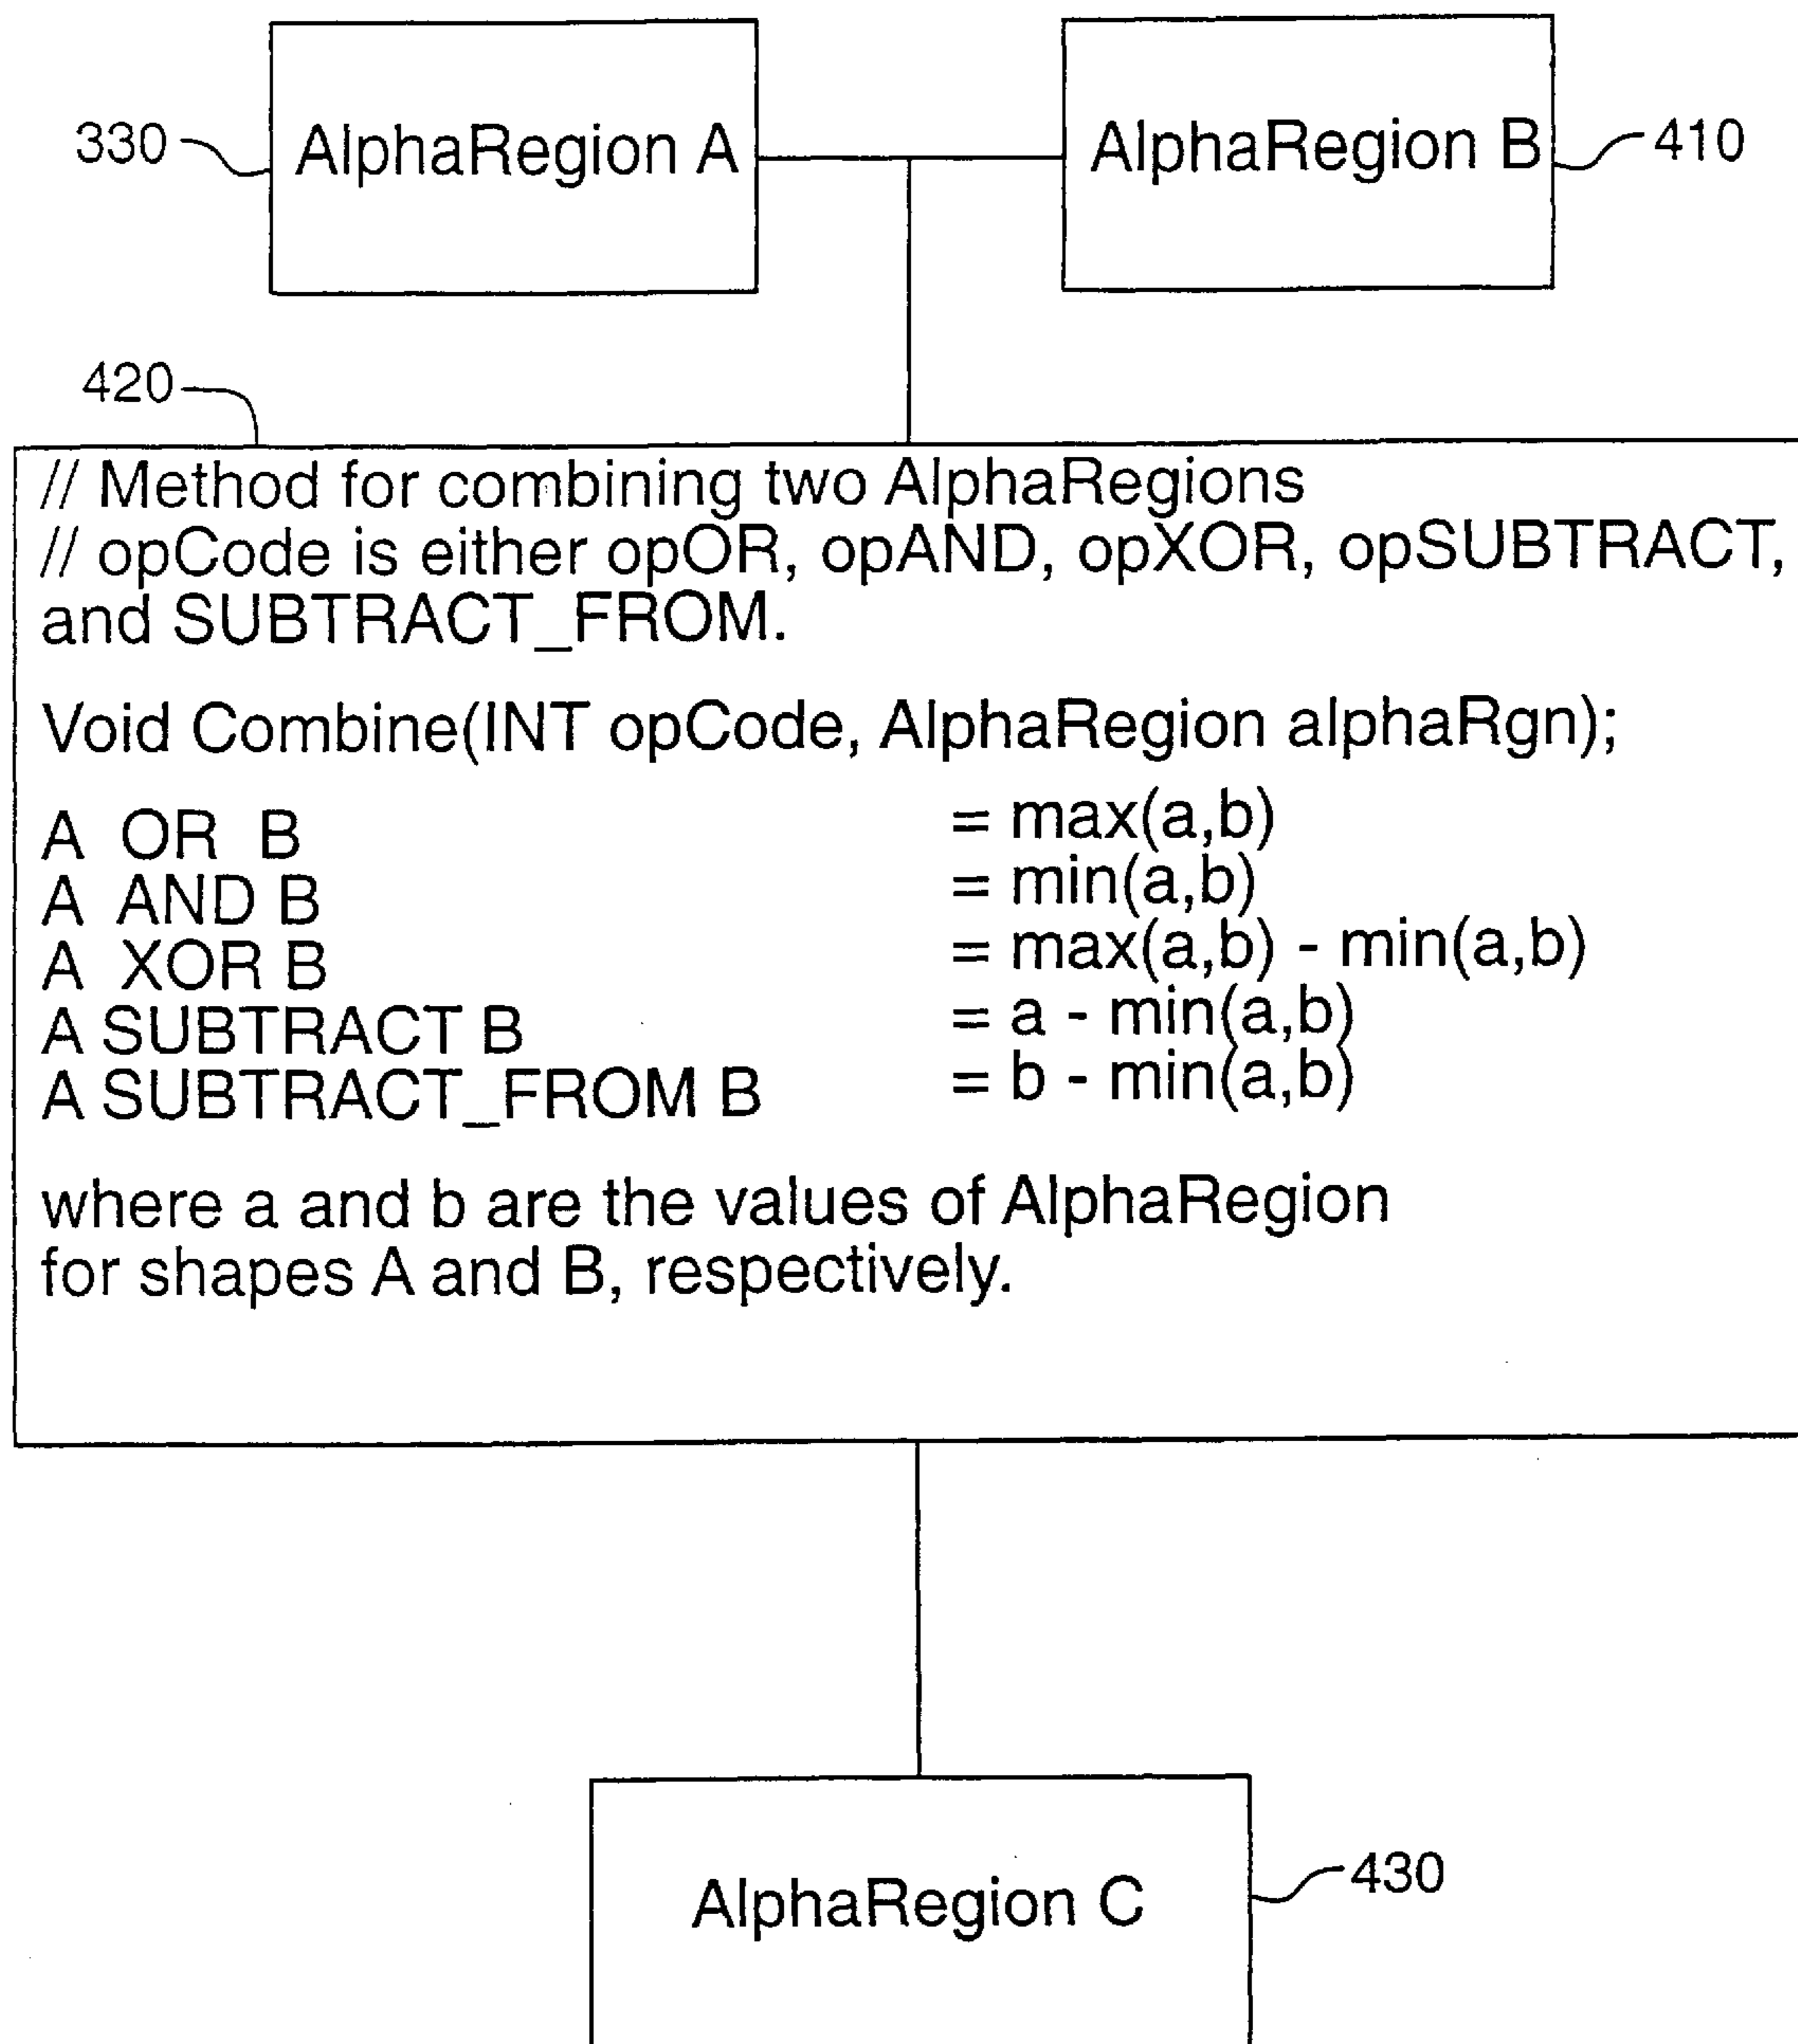 330 AlphaRegion A AlphaRegion B 410
420
// Method for combining two AlphaRegions
// opCode is either opOR, opAND, opXOR, opSUBTRACT,
and SUBTRACT_FROM.
Void Combine(INT opCode, AlphaRegion alphaRgn);
A OR B = max(a,b)
A AND B = min(a,b)
A XOR B = max(a,b) - min(a,b)
A SUBTRACT B = a - min(a,b)
A SUBTRACT_FROM B = b - min(a,b)
where a and b are the values of AlphaRegion
for shapes A and B, respectively.
AlphaRegion C 430